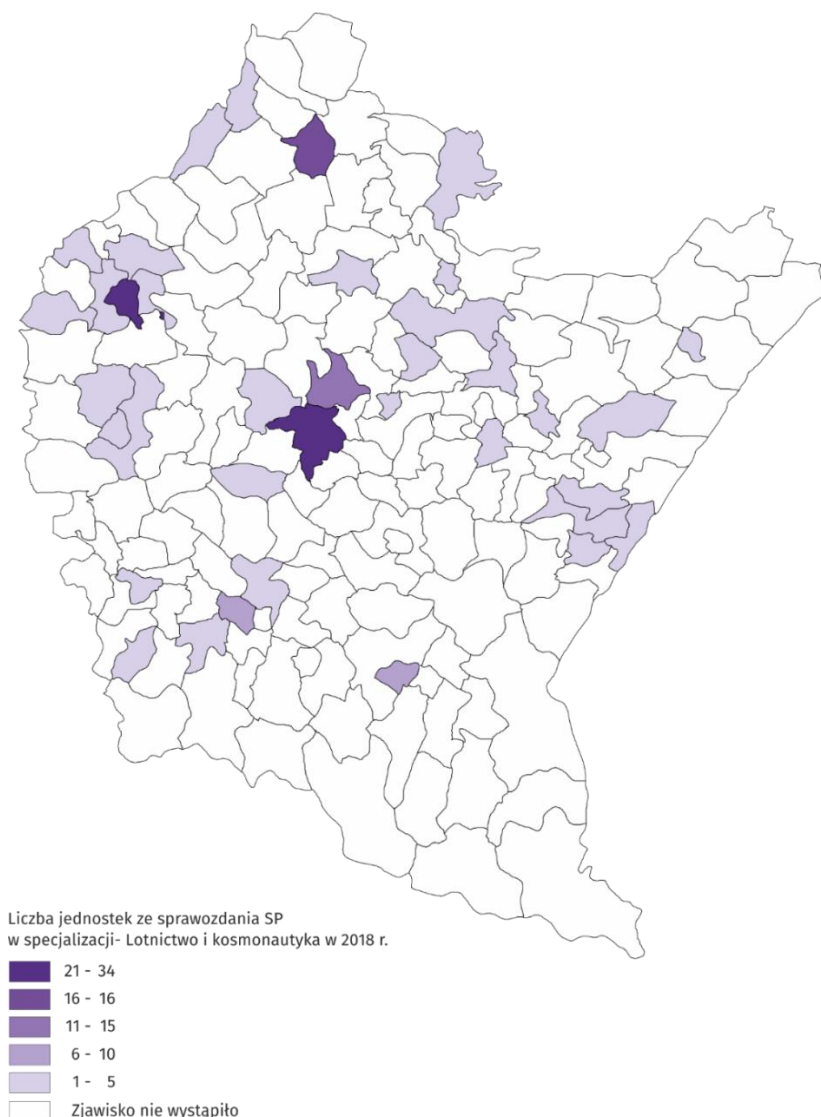 Liczba jednostek ze sprawozdania SP
w specjalizacji- Lotnictwo i kosmonautyka w 2018 r.
21 - 34
16 - 16
11 - 15
6 - 10
1 - 5
Zjawisko nie wystąpiło